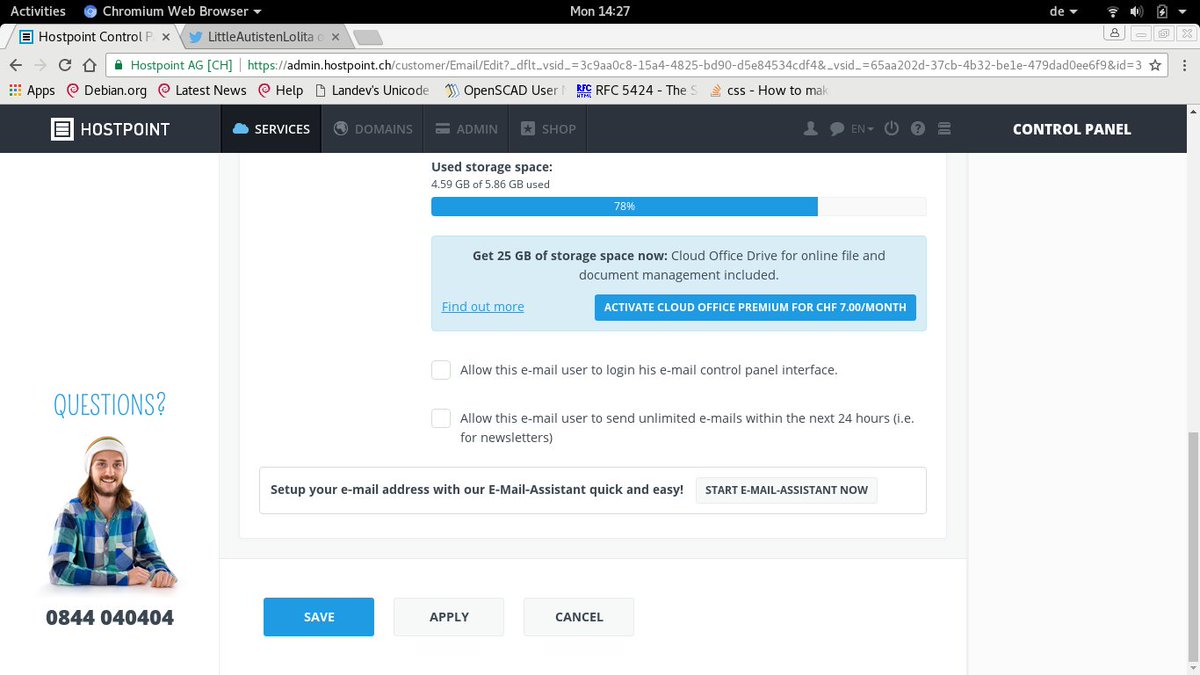 Activities Chromium Web Browser Mon 14:27 de
Hostpoint Control P LittleAutistenLolita o
Hostpoint AG [CH] https://admin.hostpoint.ch/customer/Email/Edit?_dflt_vsid_=3c9aa0c8-15a4-4825-bd90-d5e84534cdf4&_vsid_=65aa202d-37cb-4b32-be1e-479dad0ee6f9&id=3
Apps Debian.org Latest News Help Landev's Unicode OpenSCAD User RFC 5424 - The S css - How to mak
HOSTPOINT SERVICES DOMAINS ADMIN SHOP EN CONTROL PANEL
Used storage space:
4.59 GB of 5.86 GB used
78%
Get 25 GB of storage space now: Cloud Office Drive for online file and
document management included.
Find out more ACTIVATE CLOUD OFFICE PREMIUM FOR CHF 7.00/MONTH
Allow this e-mail user to login his e-mail control panel interface.
Allow this e-mail user to send unlimited e-mails within the next 24 hours (i.e.
for newsletters)
Setup your e-mail address with our E-Mail-Assistant quick and easy! START E-MAIL-ASSISTANT NOW
QUESTIONS?
0844 040404
SAVE APPLY CANCEL